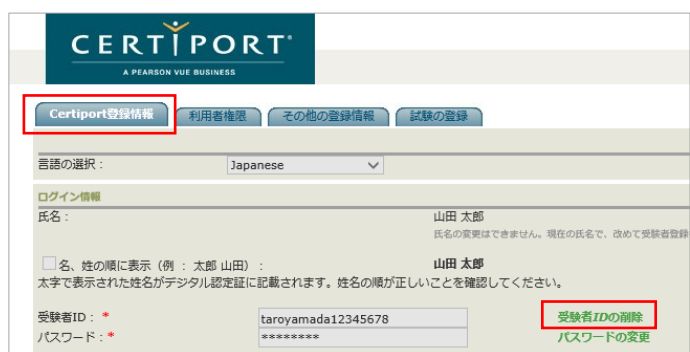 CERTIPORT
A PEARSON VUE BUSINESS
Certiport登録情報 利用者権限 その他の登録情報 試験の登録
言語の選択： Japanese
ログイン情報
氏名： 山田 太郎
氏名の変更はできません。現在の氏名で、改めて受験者登録
名、姓の順に表示（例 ： 太郎 山田）： 山田 太郎
太字で表示された姓名がデジタル認定証に記載されます。姓名の順が正しいことを確認してください。
受験者ID：* taroyamada12345678 受験者IDの削除
パスワード：* ******** パスワードの変更